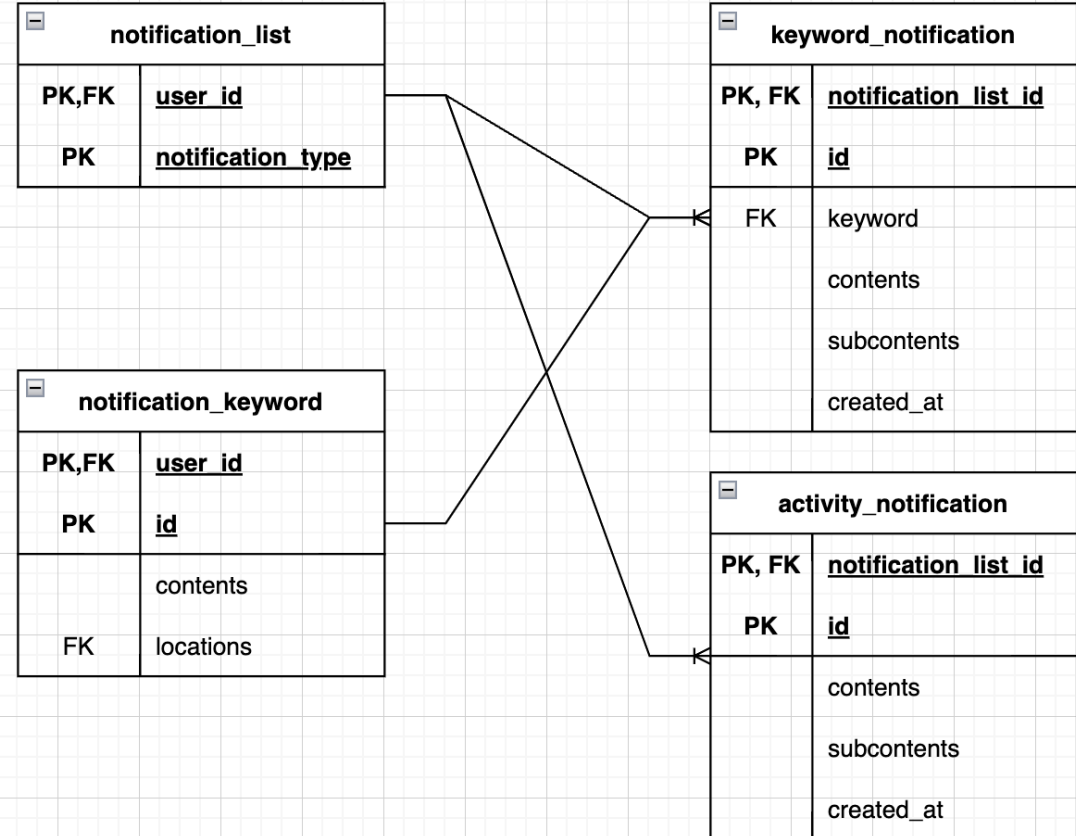 notification_list
PK,FK user_id
PK notification_type
keyword_notification
PK, FK notification_list_id
PK id
FK keyword
contents
subcontents
created_at
notification_keyword
PK,FK user_id
PK id
contents
FK locations
activity_notification
PK, FK notification_list_id
PK id
contents
subcontents
created_at